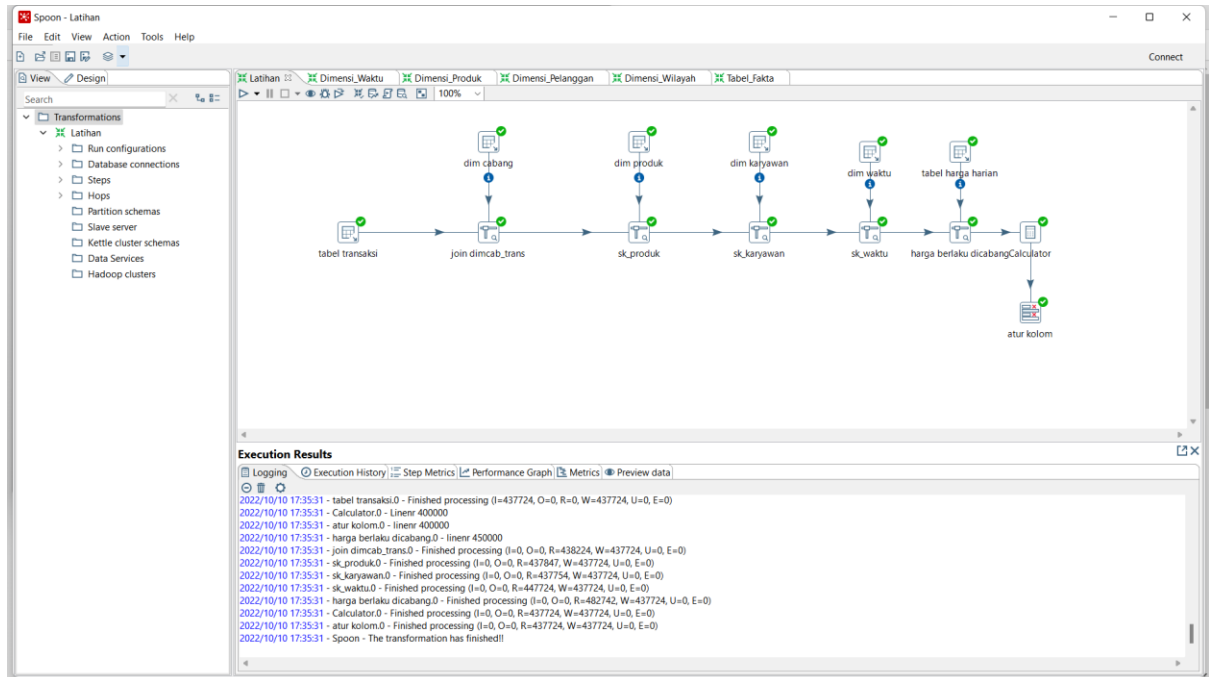 Spoon - Latihan
File Edit View Action Tools Help
Connect
View Design
Search
Transformations
Latihan
Run configurations
Database connections
Steps
Hops
Partition schemas
Slave server
Kettle cluster schemas
Data Services
Hadoop clusters
Latihan Dimensi_Waktu Dimensi_Produk Dimensi_Pelanggan Dimensi_Wilayah Tabel_Fakta
100%
dim cabang dim produk dim karyawan dim waktu tabel harga harian
tabel transaksi join dimcab_trans sk_produk sk_karyawan sk_waktu harga berlaku dicabang Calculator
atur kolom
Execution Results
Logging Execution History Step Metrics Performance Graph Metrics Preview data
2022/10/10 17:35:31 - tabel transaksi.0 - Finished processing (I=437724, O=0, R=0, W=437724, U=0, E=0)
2022/10/10 17:35:31 - Calculator.0 - Linenr 400000
2022/10/10 17:35:31 - atur kolom.0 - linenr 400000
2022/10/10 17:35:31 - harga berlaku dicabang.0 - linenr 450000
2022/10/10 17:35:31 - join dimcab_trans.0 - Finished processing (I=0, O=0, R=438224, W=437724, U=0, E=0)
2022/10/10 17:35:31 - sk_produk.0 - Finished processing (I=0, O=0, R=437847, W=437724, U=0, E=0)
2022/10/10 17:35:31 - sk_karyawan.0 - Finished processing (I=0, O=0, R=437754, W=437724, U=0, E=0)
2022/10/10 17:35:31 - sk_waktu.0 - Finished processing (I=0, O=0, R=447724, W=437724, U=0, E=0)
2022/10/10 17:35:31 - harga berlaku dicabang.0 - Finished processing (I=0, O=0, R=482742, W=437724, U=0, E=0)
2022/10/10 17:35:31 - Calculator.0 - Finished processing (I=0, O=0, R=437724, W=437724, U=0, E=0)
2022/10/10 17:35:31 - atur kolom.0 - Finished processing (I=0, O=0, R=437724, W=437724, U=0, E=0)
2022/10/10 17:35:31 - Spoon - The transformation has finished!!